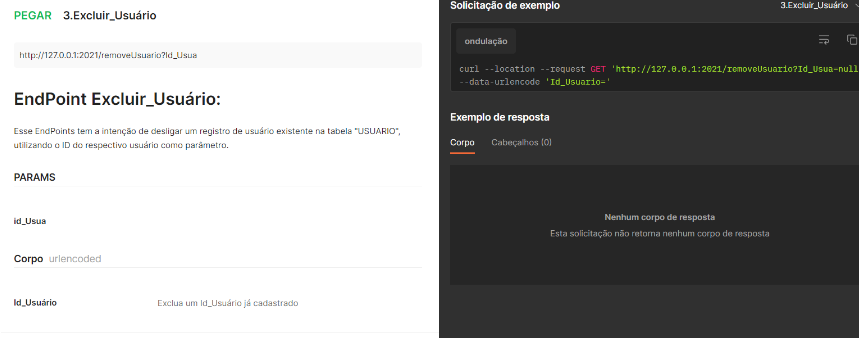 PEGAR 3.Excluir_Usuário
http://127.0.0.1:2021/removeUsuario?Id_Usua
EndPoint Excluir_Usuário:
Esse EndPoints tem a intenção de desligar um registro de usuário existente na tabela "USUARIO",
utilizando o ID do respectivo usuário como parâmetro.
PARAMS
id_Usua
Corpo urlencoded
Id_Usuário Exclua um Id_Usuário já cadastrado
Solicitação de exemplo 3.Excluir_Usuário
ondulação
curl --location --request GET 'http://127.0.0.1:2021/removeUsuario?Id_Usua=null
--data-urlencode 'Id_Usuario='
Exemplo de resposta
Corpo Cabeçalhos (0)
Nenhum corpo de resposta
Esta solicitação não retorna nenhum corpo de resposta